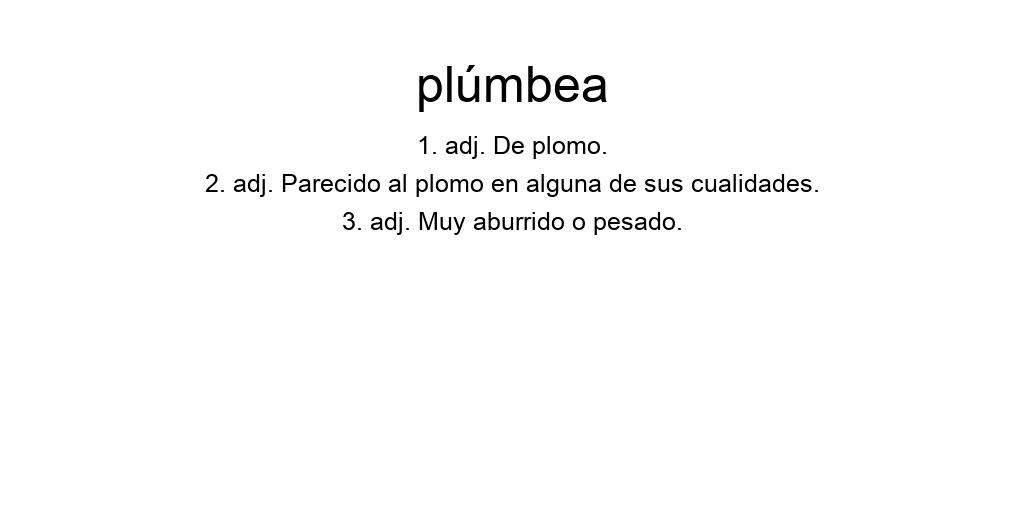 plúmbea
1. adj. De plomo.
2. adj. Parecido al plomo en alguna de sus cualidades.
3. adj. Muy aburrido o pesado.